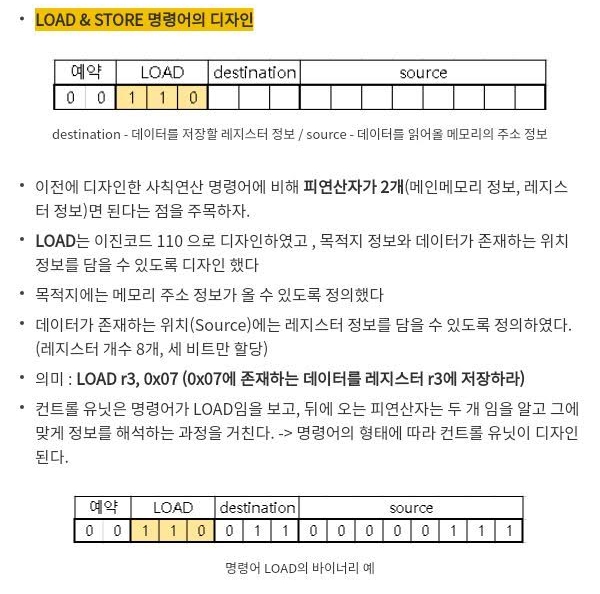 • LOAD & STORE 명령어의 디자인
예약 LOAD destination source
0 0 1 1 0
destination - 데이터를 저장할 레지스터 정보 / source - 데이터를 읽어올 메모리의 주소 정보
• 이전에 디자인한 사칙연산 명령어에 비해 피연산자가 2개(메인메모리 정보, 레지스
터 정보)면 된다는 점을 주목하자.
• LOAD는 이진코드 110 으로 디자인하였고 , 목적지 정보와 데이터가 존재하는 위치
정보를 담을 수 있도록 디자인 했다
• 목적지에는 메모리 주소 정보가 올 수 있도록 정의했다
• 데이터가 존재하는 위치(Source)에는 레지스터 정보를 담을 수 있도록 정의하였다.
(레지스터 개수 8개, 세 비트만 할당)
• 의미 : LOAD r3, 0x07 (0x07에 존재하는 데이터를 레지스터 r3에 저장하라)
• 컨트롤 유닛은 명령어가 LOAD임을 보고, 뒤에 오는 피연산자는 두 개 임을 알고 그에
맞게 정보를 해석하는 과정을 거친다. -> 명령어의 형태에 따라 컨트롤 유닛이 디자인
된다.
예약 LOAD destination source
0 0 1 1 0 0 1 1 0 0 0 0 0 1 1 1
명령어 LOAD의 바이너리 예